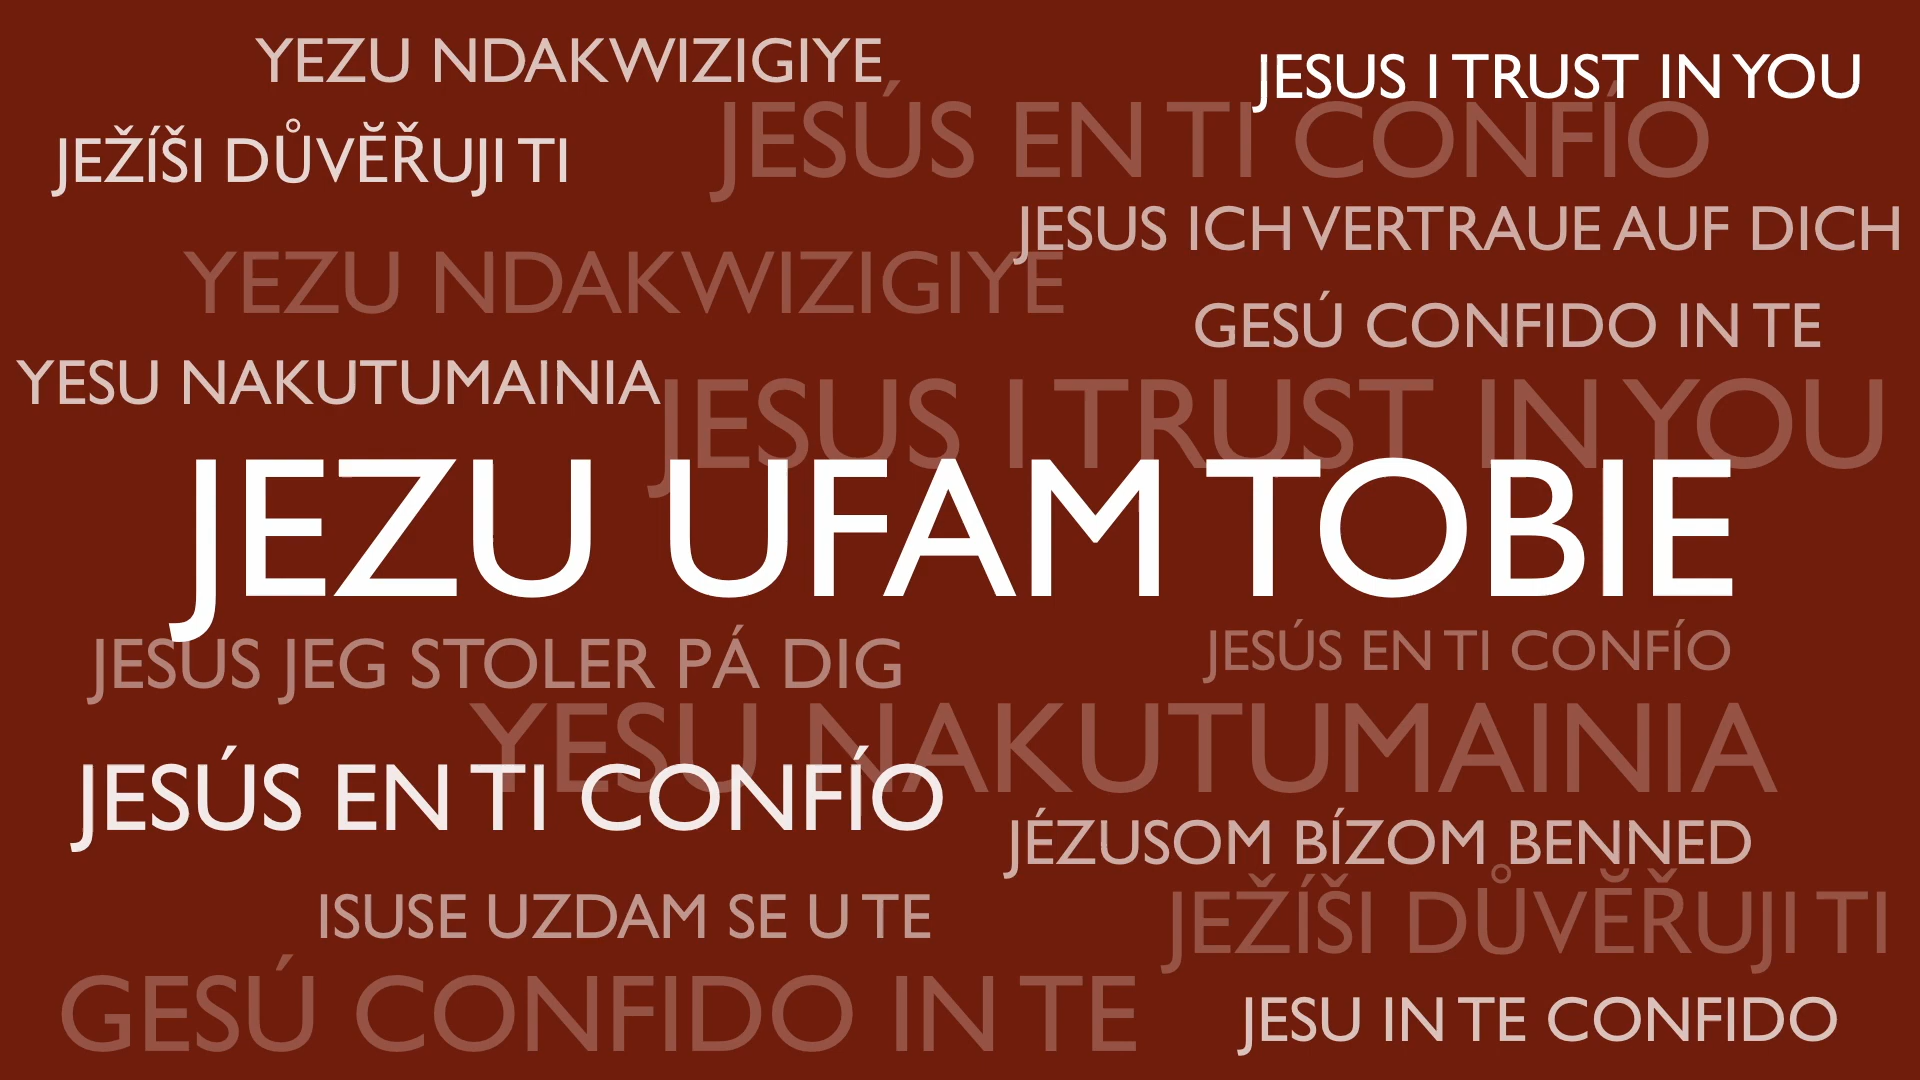 YEZU NDAKWIZIGIYE
JESUS I TRUST IN YOU
JESÚS EN TI CONFÍO
JEŽÍŠI DŮVĚŘUJI TI
JESUS ICH VERTRAUE AUF DICH
YEZU NDAKWIZIGIYE
GESÚ CONFIDO IN TE
YESU NAKUTUMAINIA
JESUS I TRUST IN YOU
JEZU UFAM TOBIE
JESUS JEG STOLER PÁ DIG
JESÚS EN TI CONFÍO
YESU NAKUTUMAINIA
JESÚS EN TI CONFÍO
JÉZUSOM BÍZOM BENNED
ISUSE UZDAM SE U TE
JEŽÍŠI DŮVĚŘUJI TI
GESÚ CONFIDO IN TE
JESU IN TE CONFIDO